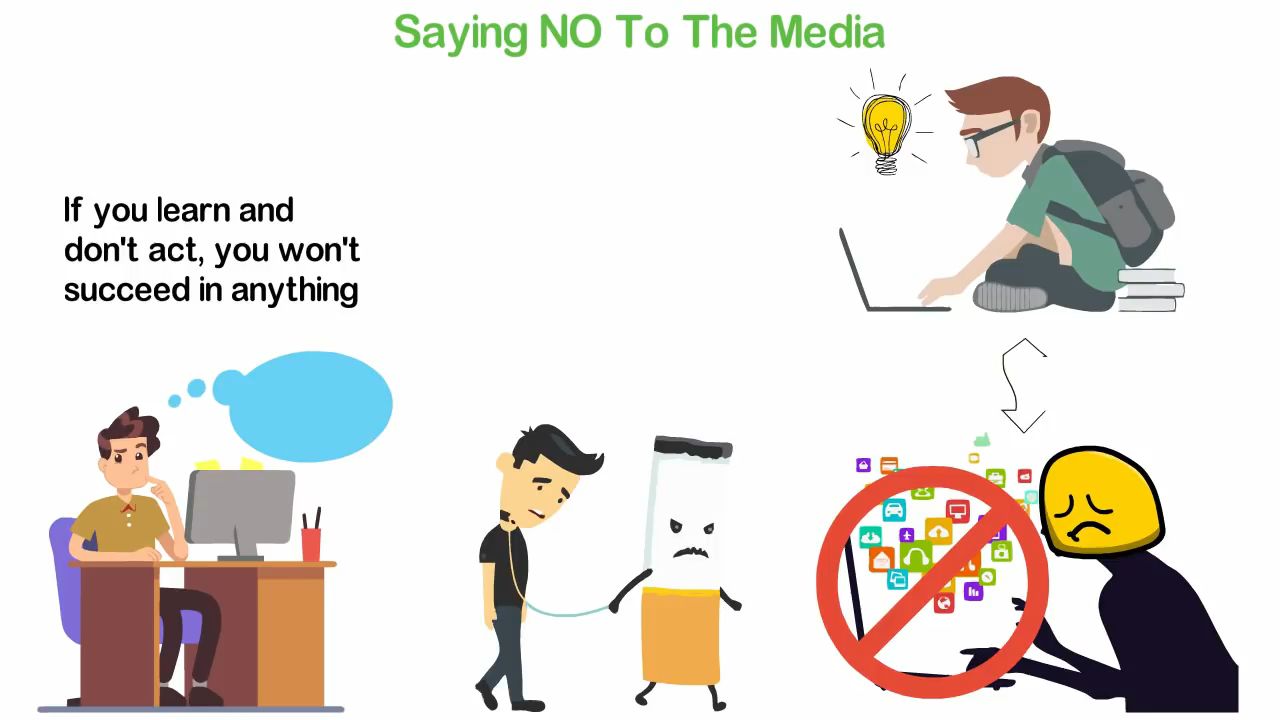 Saying NO To The Media
If you learn and
don't act, you won't
succeed in anything